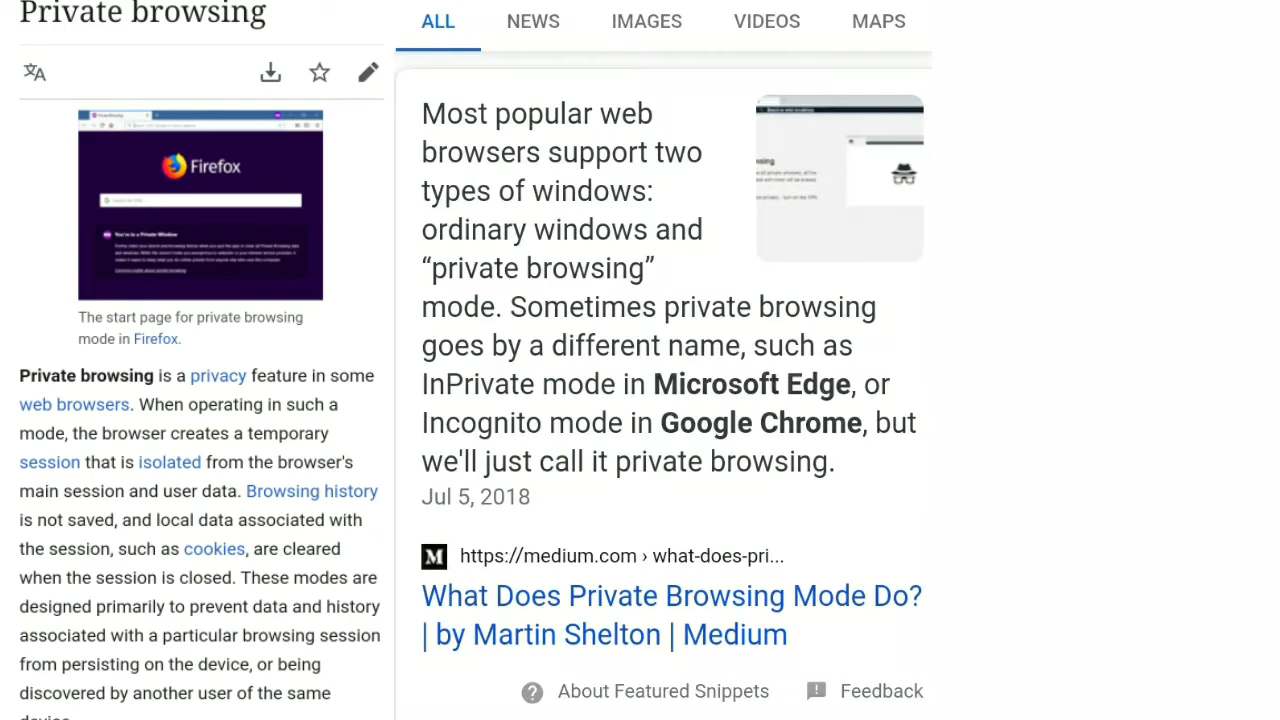 Private browsing
Firefox
You're in a Private Window
The start page for private browsing
mode in Firefox.
Private browsing is a privacy feature in some
web browsers. When operating in such a
mode, the browser creates a temporary
session that is isolated from the browser's
main session and user data. Browsing history
is not saved, and local data associated with
the session, such as cookies, are cleared
when the session is closed. These modes are
designed primarily to prevent data and history
associated with a particular browsing session
from persisting on the device, or being
discovered by another user of the same
device.
ALL NEWS IMAGES VIDEOS MAPS
Most popular web
browsers support two
types of windows:
ordinary windows and
“private browsing”
mode. Sometimes private browsing
goes by a different name, such as
InPrivate mode in Microsoft Edge, or
Incognito mode in Google Chrome, but
we'll just call it private browsing.
Jul 5, 2018
M https://medium.com › what-does-pri...
What Does Private Browsing Mode Do?
| by Martin Shelton | Medium
About Featured Snippets Feedback